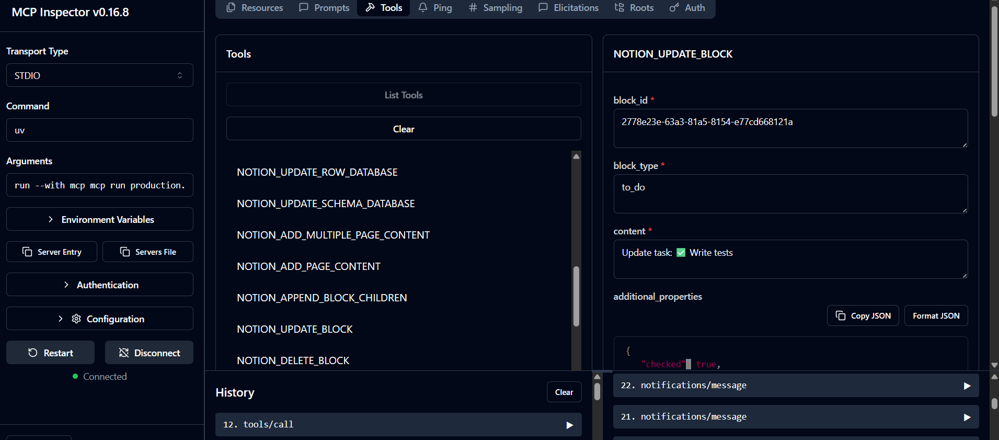 MCP Inspector v0.16.8
Transport Type
STDIO
Command
uv
Arguments
run --with mcp mcp run production.
Environment Variables
Server Entry
Servers File
Authentication
Configuration
Restart
Disconnect
Connected
Resources
Prompts
Tools
Ping
Sampling
Elicitations
Roots
Auth
Tools
List Tools
Clear
NOTION_UPDATE_ROW_DATABASE
NOTION_UPDATE_SCHEMA_DATABASE
NOTION_ADD_MULTIPLE_PAGE_CONTENT
NOTION_ADD_PAGE_CONTENT
NOTION_APPEND_BLOCK_CHILDREN
NOTION_UPDATE_BLOCK
NOTION_DELETE_BLOCK
NOTION_UPDATE_BLOCK
block_id *
2778e23e-63a3-81a5-8154-e77cd668121a
block_type *
to_do
content *
Update task: ✅ Write tests
additional_properties
Copy JSON
Format JSON
{
"checked": true,
History
Clear
12. tools/call
22. notifications/message
21. notifications/message